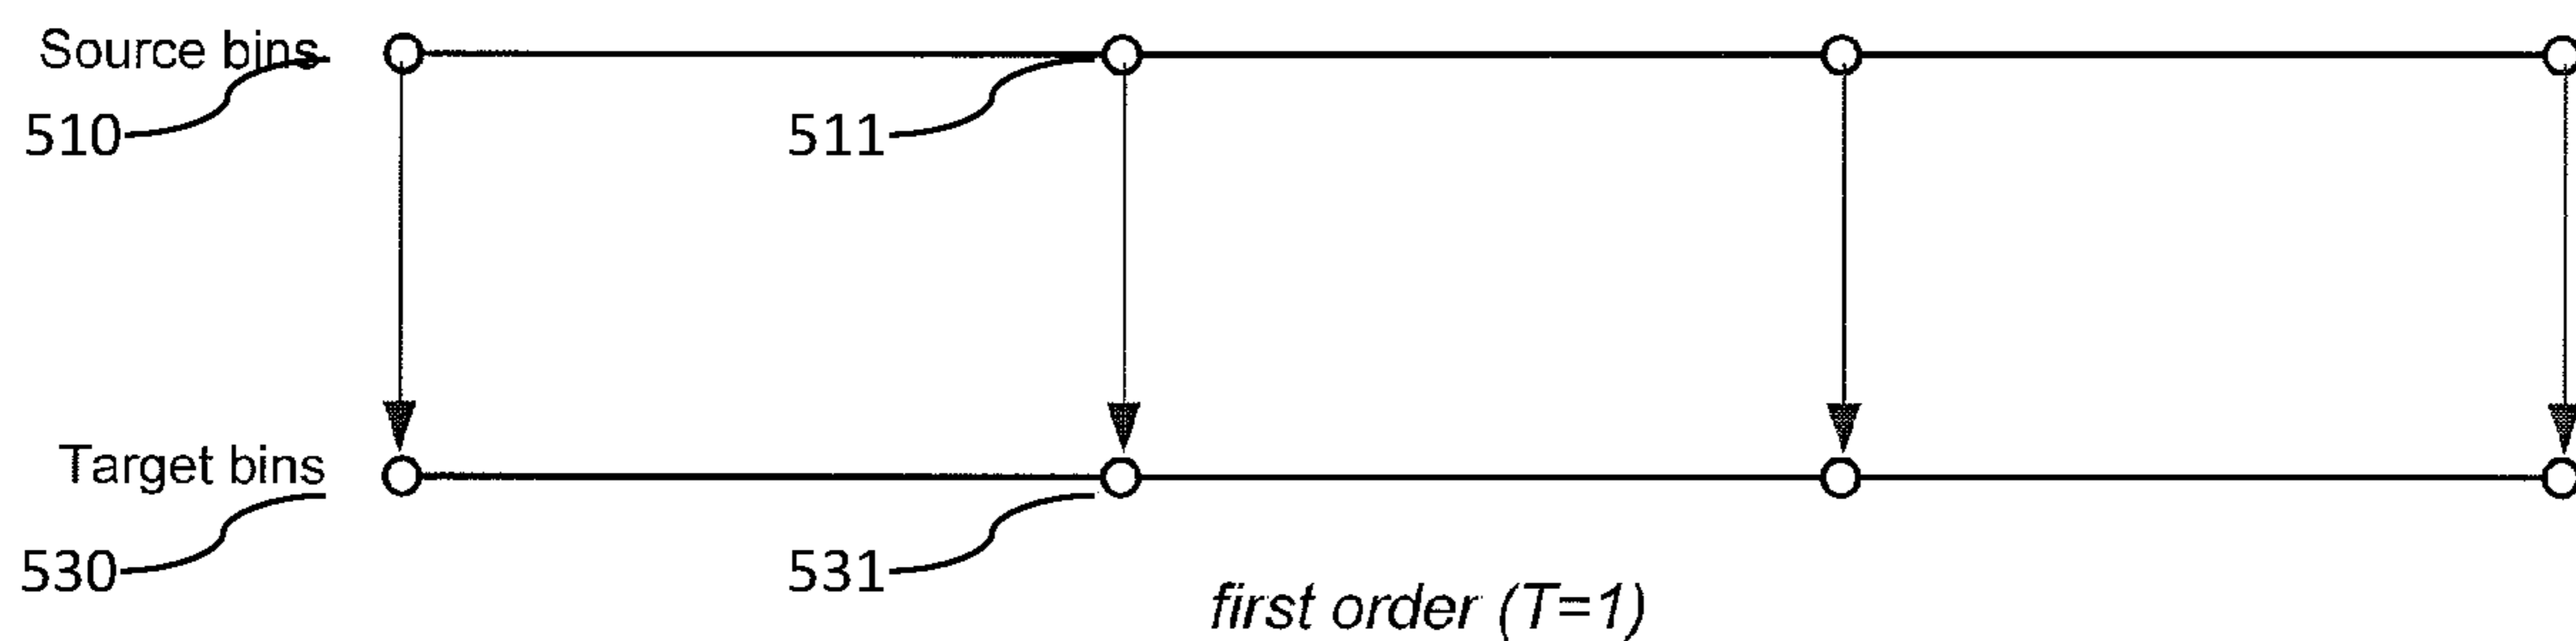 Source bins
510
511
Target bins
530
531
first order (T=1)